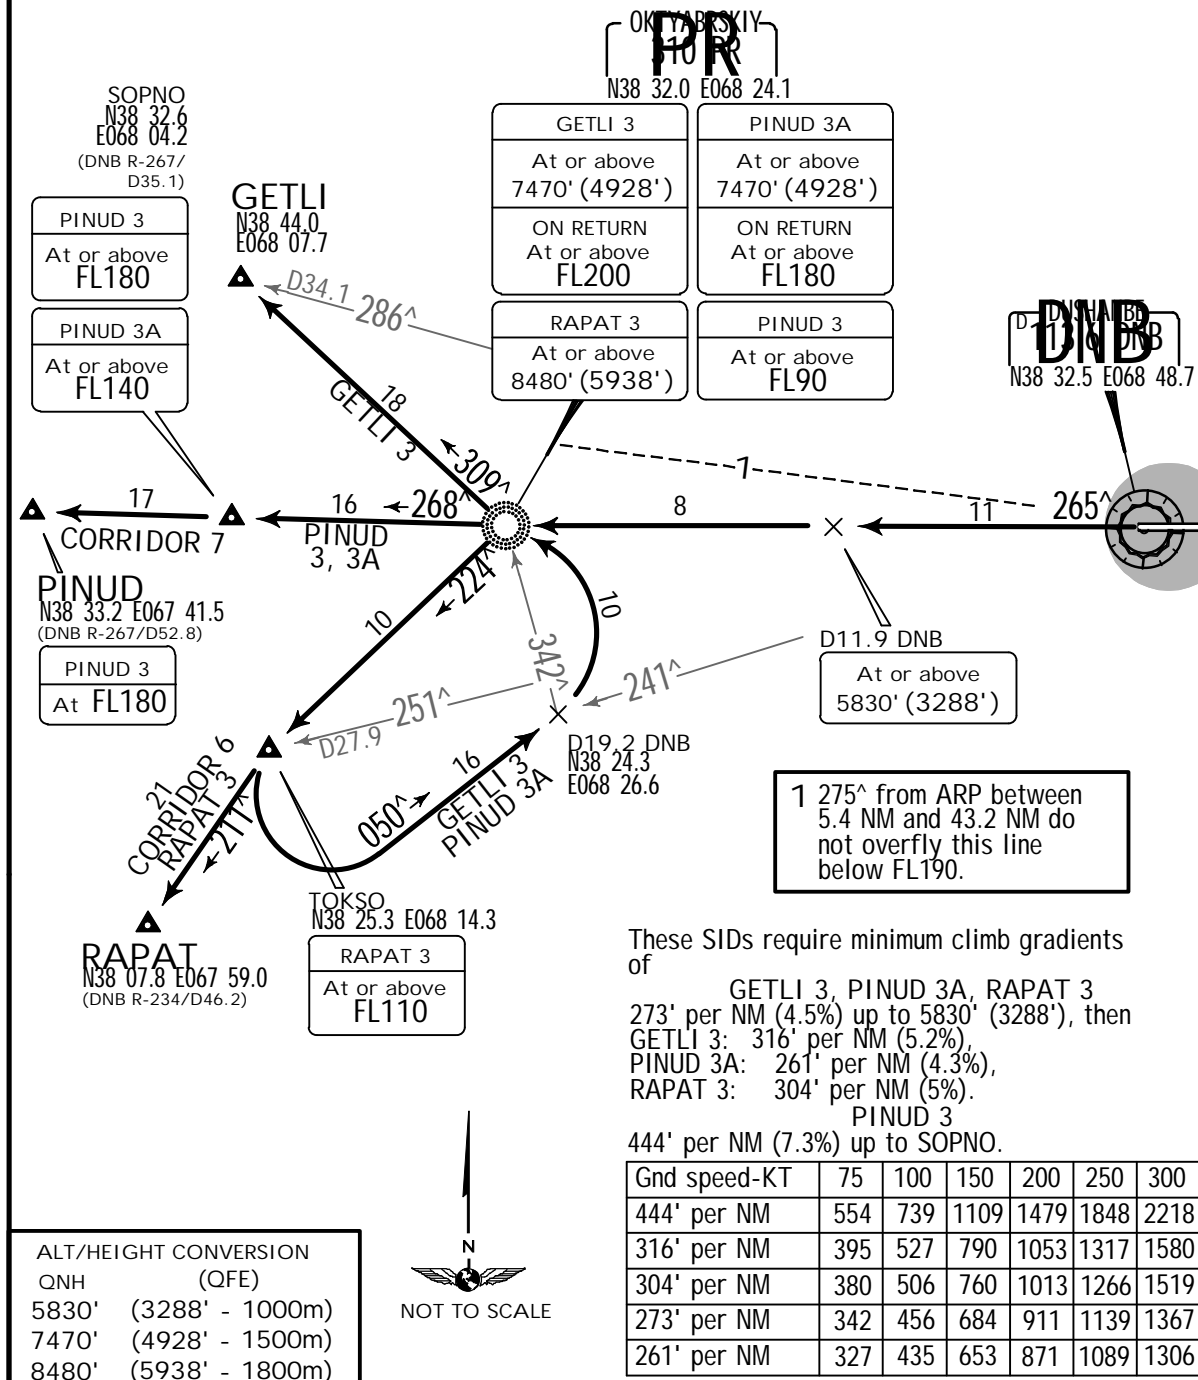 OKTYABRSKIY
310 PR
PR
N38 32.0 E068 24.1
SOPNO
N38 32.6
E068 04.2
(DNB R-267/
D35.1)
PINUD 3
At or above
FL180
PINUD 3A
At or above
FL140
GETLI
N38 44.0
E068 07.7
GETLI 3
At or above
7470' (4928')
ON RETURN
At or above
FL200
PINUD 3A
At or above
7470' (4928')
ON RETURN
At or above
FL180
RAPAT 3
At or above
8480' (5938')
PINUD 3
At or above
FL90
DUSHANBE
D 113.6 DNB
DNB
N38 32.5 E068 48.7
D34.1
286^
18
GETLI 3
309^
1
17
CORRIDOR 7
16
268^
PINUD
3, 3A
8
11
265^
PINUD
N38 33.2 E067 41.5
(DNB R-267/D52.8)
PINUD 3
At FL180
224^
10
10
342^
241^
251^
D27.9
D11.9 DNB
At or above
5830' (3288')
D19.2 DNB
N38 24.3
E068 26.6
16
050^
GETLI 3
PINUD 3A
21
CORRIDOR 6
RAPAT 3
211^
TOKSO
N38 25.3 E068 14.3
RAPAT 3
At or above
FL110
RAPAT
N38 07.8 E067 59.0
(DNB R-234/D46.2)
1 275^ from ARP between
5.4 NM and 43.2 NM do
not overfly this line
below FL190.
These SIDs require minimum climb gradients
of
GETLI 3, PINUD 3A, RAPAT 3
273' per NM (4.5%) up to 5830' (3288'), then
GETLI 3: 316' per NM (5.2%),
PINUD 3A: 261' per NM (4.3%),
RAPAT 3: 304' per NM (5%).
PINUD 3
444' per NM (7.3%) up to SOPNO.
Gnd speed-KT 75 100 150 200 250 300
444' per NM 554 739 1109 1479 1848 2218
316' per NM 395 527 790 1053 1317 1580
304' per NM 380 506 760 1013 1266 1519
273' per NM 342 456 684 911 1139 1367
261' per NM 327 435 653 871 1089 1306
N
NOT TO SCALE
ALT/HEIGHT CONVERSION
QNH (QFE)
5830' (3288' - 1000m)
7470' (4928' - 1500m)
8480' (5938' - 1800m)